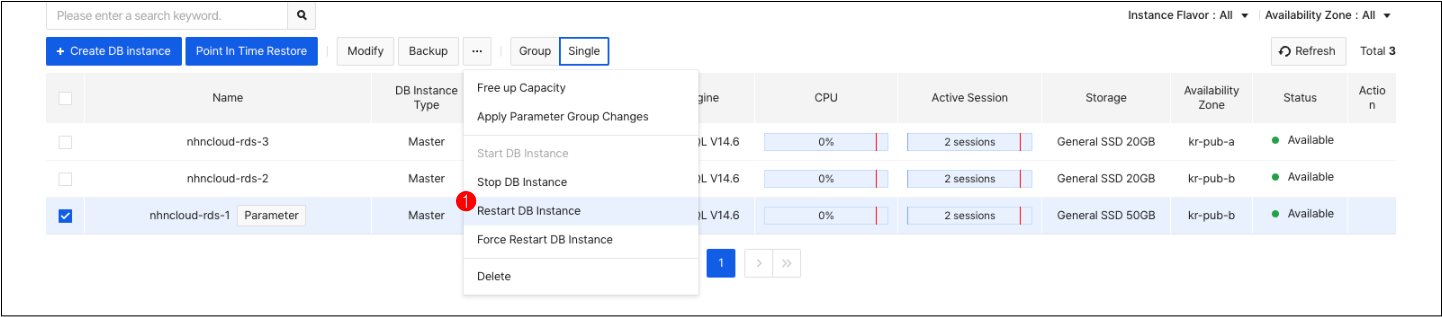 Please enter a search keyword.
Instance Flavor : All
Availability Zone : All
+ Create DB instance
Point In Time Restore
Modify
Backup
...
Group
Single
Refresh
Total 3
Name
DB Instance
Type
gine
CPU
Active Session
Storage
Availability
Zone
Status
Actio
n
Free up Capacity
Apply Parameter Group Changes
Start DB Instance
Stop DB Instance
1
Restart DB Instance
Force Restart DB Instance
Delete
nhncloud-rds-3
Master
QL V14.6
0%
2 sessions
General SSD 20GB
kr-pub-a
Available
nhncloud-rds-2
Master
QL V14.6
0%
2 sessions
General SSD 20GB
kr-pub-b
Available
nhncloud-rds-1
Parameter
Master
QL V14.6
0%
2 sessions
General SSD 50GB
kr-pub-b
Available
1